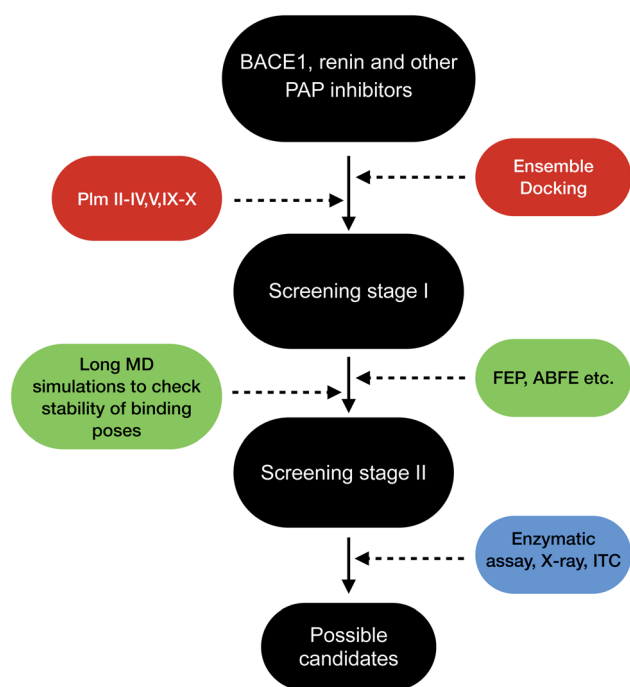 BACE1, renin and other
PAP inhibitors
Plm II-IV,V,IX-X
Ensemble
Docking
Screening stage I
Long MD
simulations to check
stability of binding
poses
FEP, ABFE etc.
Screening stage II
Enzymatic
assay, X-ray, ITC
Possible
candidates